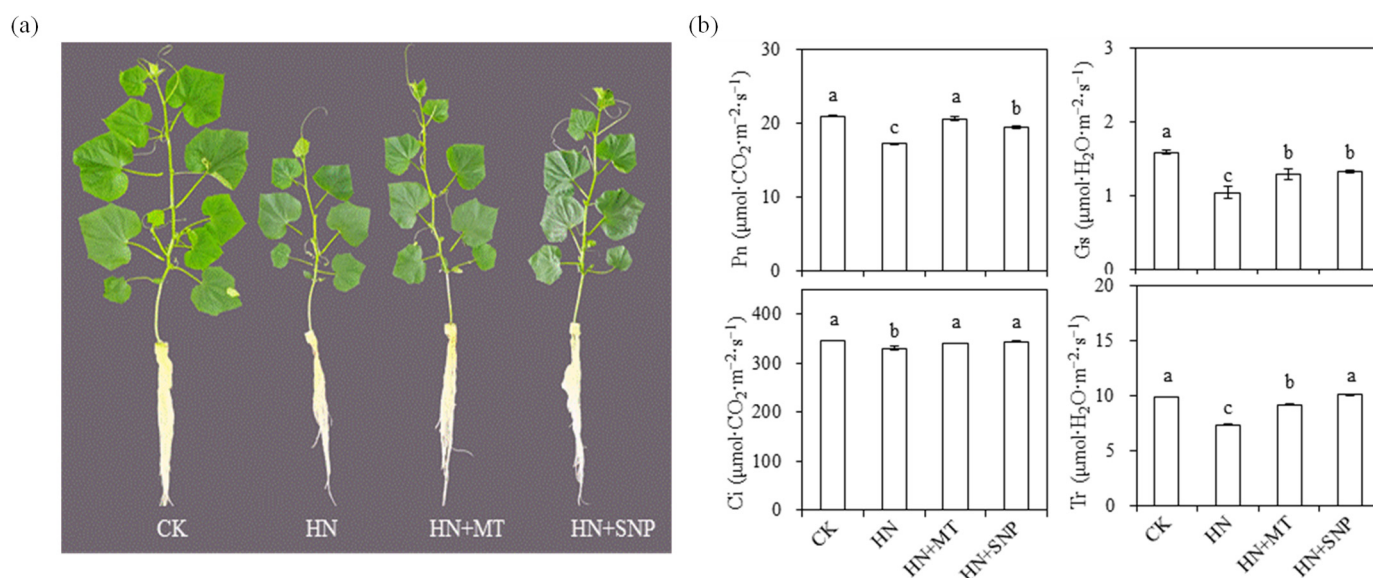 (a)
CK HN HN+MT HN+SNP
(b)
Pn (μmol·CO₂·m⁻²·s⁻¹)
30
20
10
0
a c a b
Gs (μmol·H₂O·m⁻²·s⁻¹)
3
2
1
0
a c b b
Ci (μmol·CO₂·m⁻²·s⁻¹)
400
300
200
100
0
a b a a
CK HN HN+MT HN+SNP
Tr (μmol·H₂O·m⁻²·s⁻¹)
20
15
10
5
0
a c b a
CK HN HN+MT HN+SNP